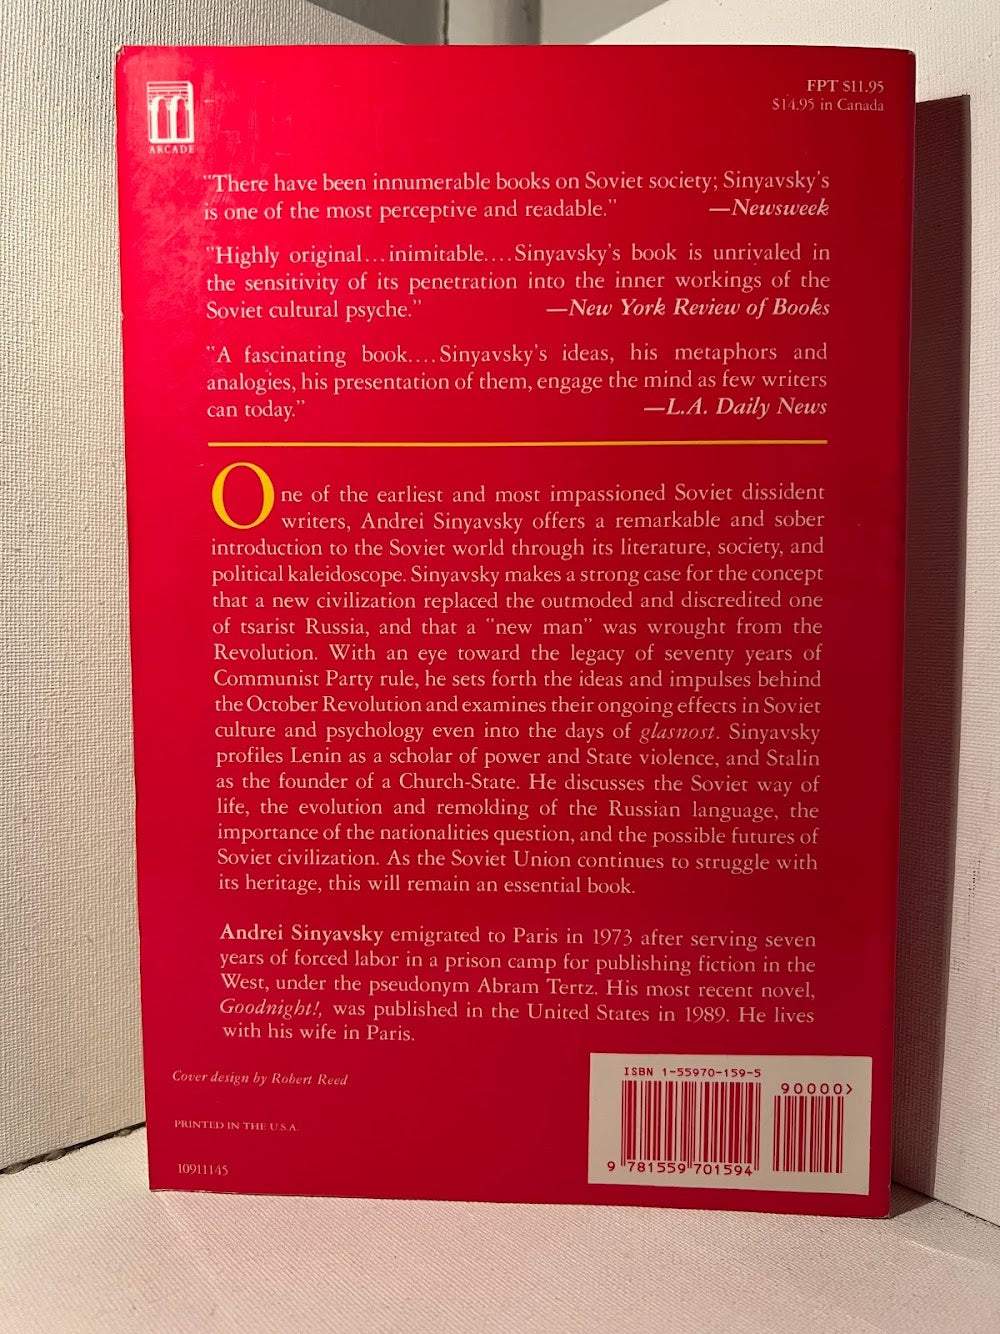 ARCADE
FPT $11.95
$14.95 in Canada
"There have been innumerable books on Soviet society; Sinyavsky's
is one of the most perceptive and readable." —Newsweek
"Highly original...inimitable....Sinyavsky's book is unrivaled in
the sensitivity of its penetration into the inner workings of the
Soviet cultural psyche." —New York Review of Books
"A fascinating book....Sinyavsky's ideas, his metaphors and
analogies, his presentation of them, engage the mind as few writers
can today." —L.A. Daily News
One of the earliest and most impassioned Soviet dissident
writers, Andrei Sinyavsky offers a remarkable and sober
introduction to the Soviet world through its literature, society, and
political kaleidoscope. Sinyavsky makes a strong case for the concept
that a new civilization replaced the outmoded and discredited one
of tsarist Russia, and that a "new man" was wrought from the
Revolution. With an eye toward the legacy of seventy years of
Communist Party rule, he sets forth the ideas and impulses behind
the October Revolution and examines their ongoing effects in Soviet
culture and psychology even into the days of glasnost. Sinyavsky
profiles Lenin as a scholar of power and State violence, and Stalin
as the founder of a Church-State. He discusses the Soviet way of
life, the evolution and remolding of the Russian language, the
importance of the nationalities question, and the possible futures of
Soviet civilization. As the Soviet Union continues to struggle with
its heritage, this will remain an essential book.
Andrei Sinyavsky emigrated to Paris in 1973 after serving seven
years of forced labor in a prison camp for publishing fiction in the
West, under the pseudonym Abram Tertz. His most recent novel,
Goodnight!, was published in the United States in 1989. He lives
with his wife in Paris.
Cover design by Robert Reed
PRINTED IN THE U.S.A.
10911145
ISBN 1-55970-159-5
90000>
9 781559 701594